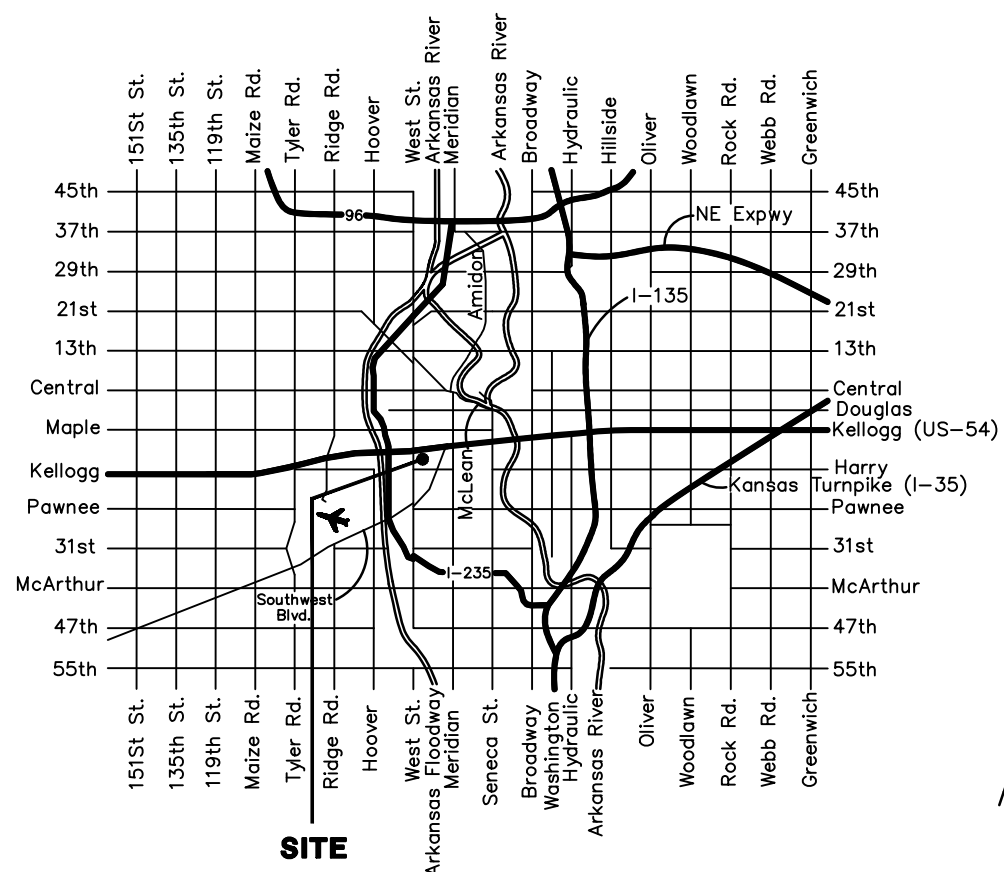 151St St.
135th St.
119th St.
Maize Rd.
Tyler Rd.
Ridge Rd.
Hoover
West St.
Arkansas River
Meridian
Arkansas River
Broadway
Hydraulic
Hillside
Oliver
Woodlawn
Rock Rd.
Webb Rd.
Greenwich
45th
37th
29th
21st
13th
Central
Maple
Kellogg
Pawnee
31st
McArthur
47th
55th
96
NE Expwy
Amidon
I-135
McLean
I-235
Southwest
Blvd.
45th
37th
29th
21st
13th
Central
Douglas
Kellogg (US-54)
Harry
Kansas Turnpike (I-35)
Pawnee
31st
McArthur
47th
55th
151St St.
135th St.
119th St.
Maize Rd.
Tyler Rd.
Ridge Rd.
Hoover
West St.
Arkansas Floodway
Meridian
Seneca St.
Broadway
Washington
Hydraulic
Arkansas River
Oliver
Woodlawn
Rock Rd.
Webb Rd.
Greenwich
SITE